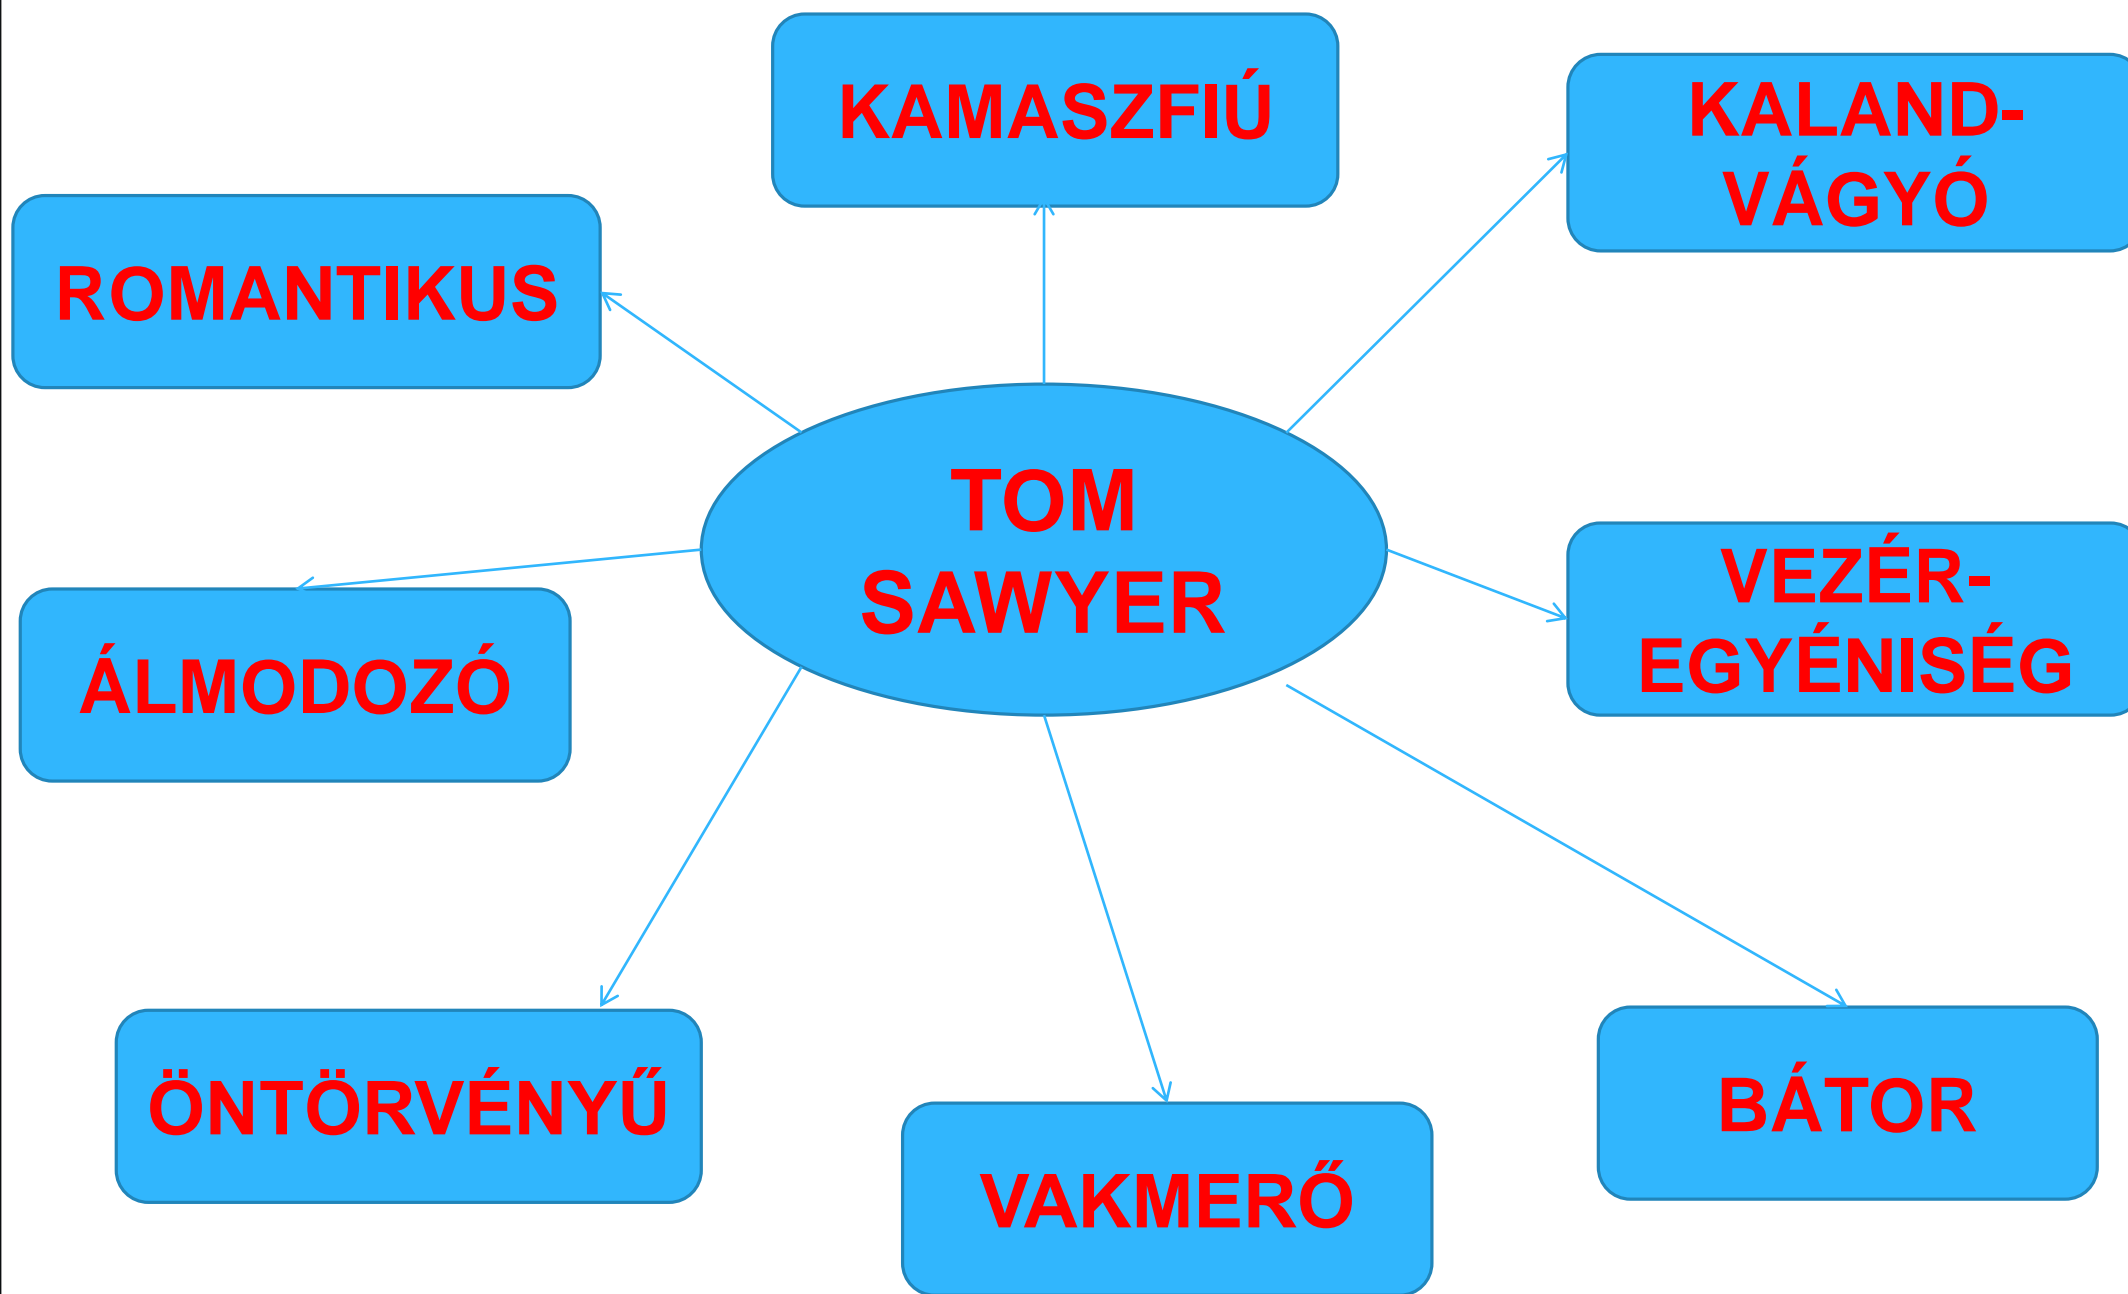 KAMASZFIÚ
KALAND-
VÁGYÓ
ROMANTIKUS
TOM
SAWYER
VEZÉR-
EGYÉNISÉG
ÁLMODOZÓ
ÖNTÖRVÉNYŰ
VAKMERŐ
BÁTOR